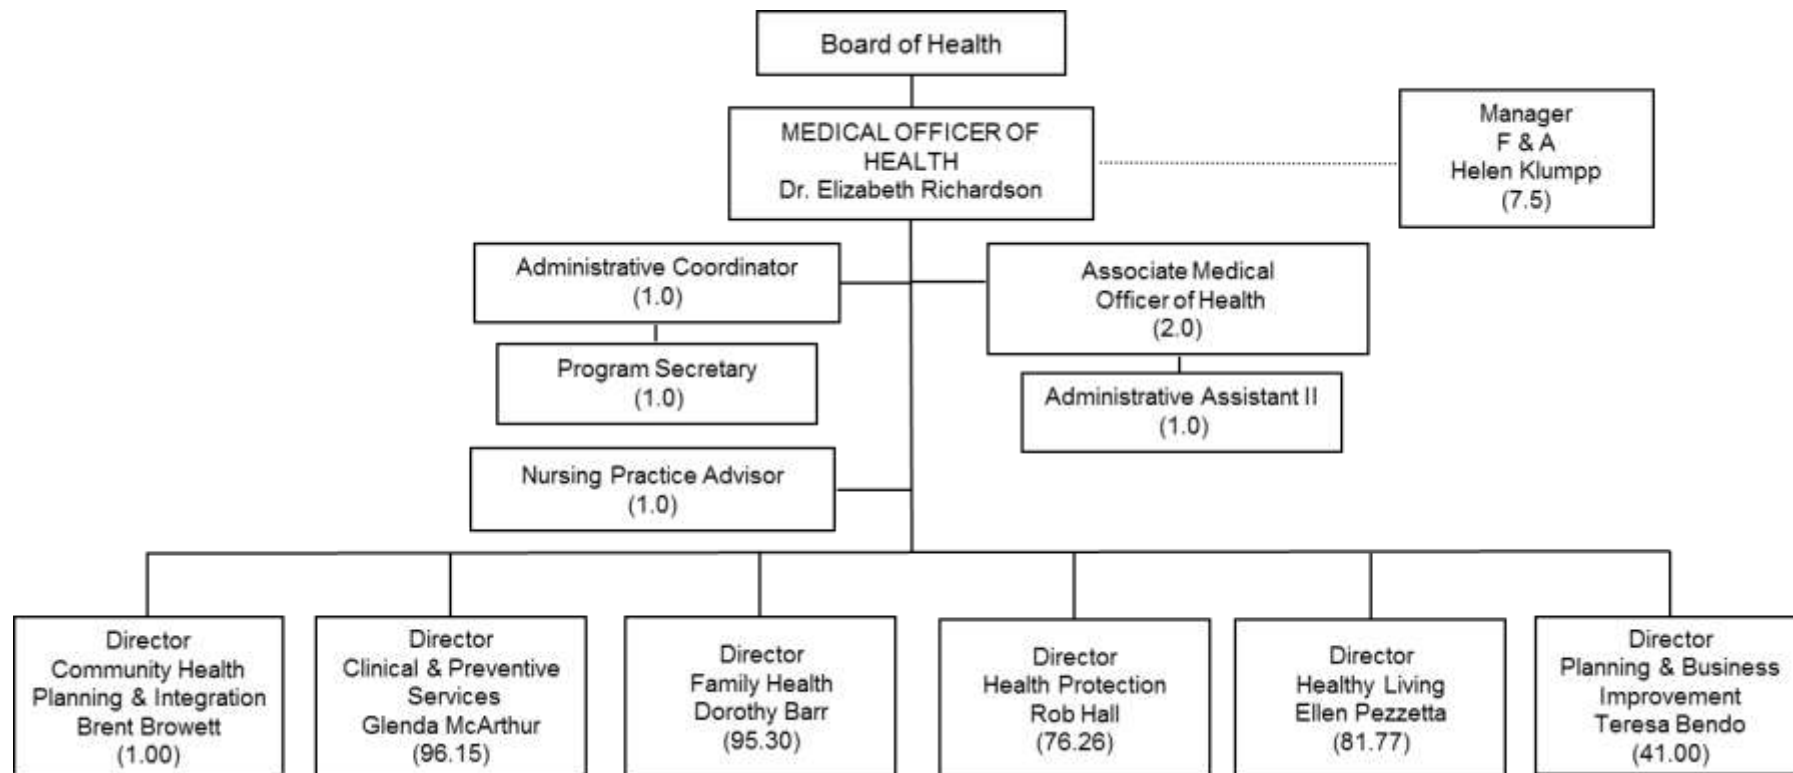 Board of Health
MEDICAL OFFICER OF
HEALTH
Dr. Elizabeth Richardson
Manager
F & A
Helen Klumpp
(7.5)
Administrative Coordinator
(1.0)
Associate Medical
Officer of Health
(2.0)
Program Secretary
(1.0)
Administrative Assistant II
(1.0)
Nursing Practice Advisor
(1.0)
Director
Community Health
Planning & Integration
Brent Browett
(1.00)
Director
Clinical & Preventive
Services
Glenda McArthur
(96.15)
Director
Family Health
Dorothy Barr
(95.30)
Director
Health Protection
Rob Hall
(76.26)
Director
Healthy Living
Ellen Pezzetta
(81.77)
Director
Planning & Business
Improvement
Teresa Bendo
(41.00)